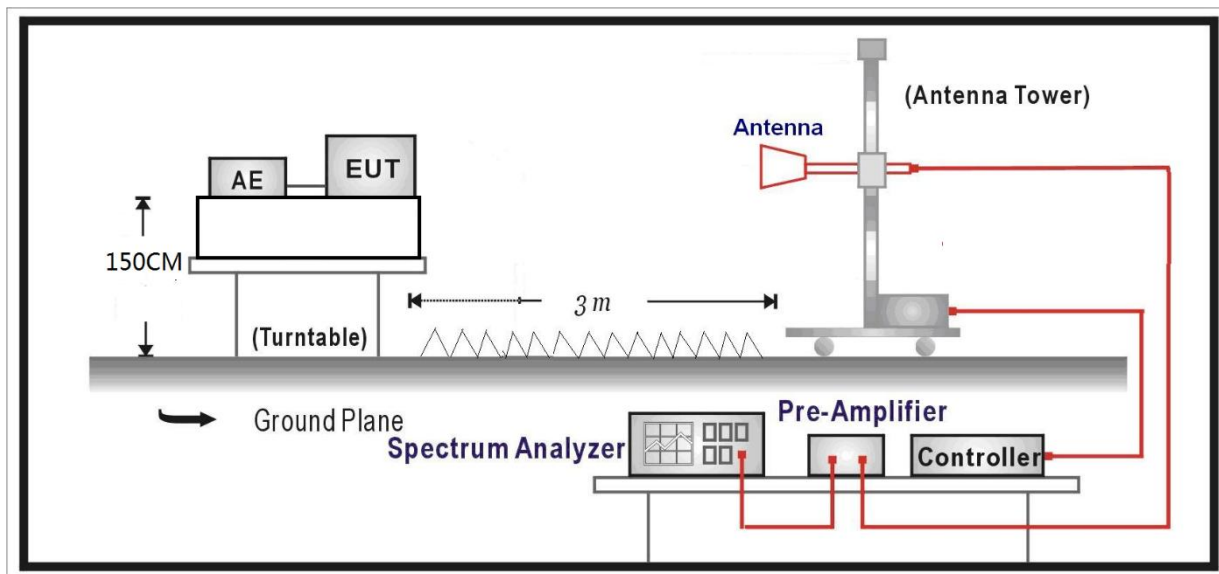 (Antenna Tower)
Antenna
EUT
AE
150CM
3 m
(Turntable)
Ground Plane
Pre-Amplifier
Spectrum Analyzer
Controller